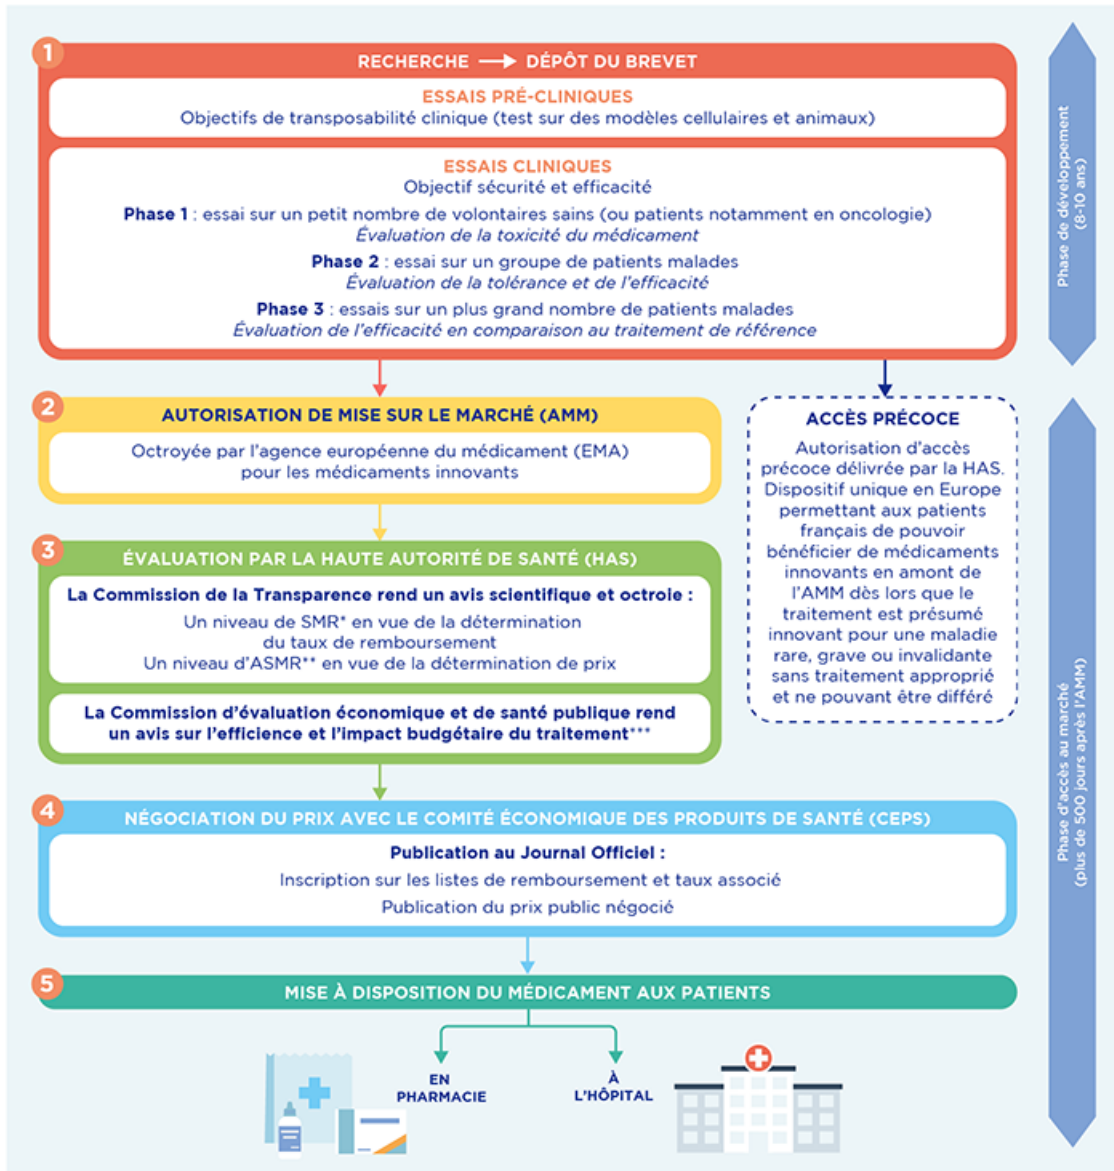 1
RECHERCHE → DÉPÔT DU BREVET
ESSAIS PRÉ-CLINIQUES
Objectifs de transposabilité clinique (test sur des modèles cellulaires et animaux)
ESSAIS CLINIQUES
Objectif sécurité et efficacité
Phase 1 : essai sur un petit nombre de volontaires sains (ou patients notamment en oncologie)
Évaluation de la toxicité du médicament
Phase 2 : essai sur un groupe de patients malades
Évaluation de la tolérance et de l'efficacité
Phase 3 : essais sur un plus grand nombre de patients malades
Évaluation de l'efficacité en comparaison au traitement de référence
Phase de développement
(8-10 ans)
2
AUTORISATION DE MISE SUR LE MARCHÉ (AMM)
Octroyée par l'agence européenne du médicament (EMA)
pour les médicaments innovants
ACCÈS PRÉCOCE
Autorisation d'accès
précoce délivrée par la HAS.
Dispositif unique en Europe
permettant aux patients
français de pouvoir
bénéficier de médicaments
innovants en amont de
l'AMM dès lors que le
traitement est présumé
innovant pour une maladie
rare, grave ou invalidante
sans traitement approprié
et ne pouvant être différé
3
ÉVALUATION PAR LA HAUTE AUTORITÉ DE SANTÉ (HAS)
La Commission de la Transparence rend un avis scientifique et octroie :
Un niveau de SMR* en vue de la détermination
du taux de remboursement
Un niveau d'ASMR** en vue de la détermination de prix
La Commission d'évaluation économique et de santé publique rend
un avis sur l'efficience et l'impact budgétaire du traitement***
4
NÉGOCIATION DU PRIX AVEC LE COMITÉ ÉCONOMIQUE DES PRODUITS DE SANTÉ (CEPS)
Publication au Journal Officiel :
Inscription sur les listes de remboursement et taux associé
Publication du prix public négocié
Phase d'accès au marché
(plus de 500 jours après l'AMM)
5
MISE À DISPOSITION DU MÉDICAMENT AUX PATIENTS
EN
PHARMACIE
À
L'HÔPITAL